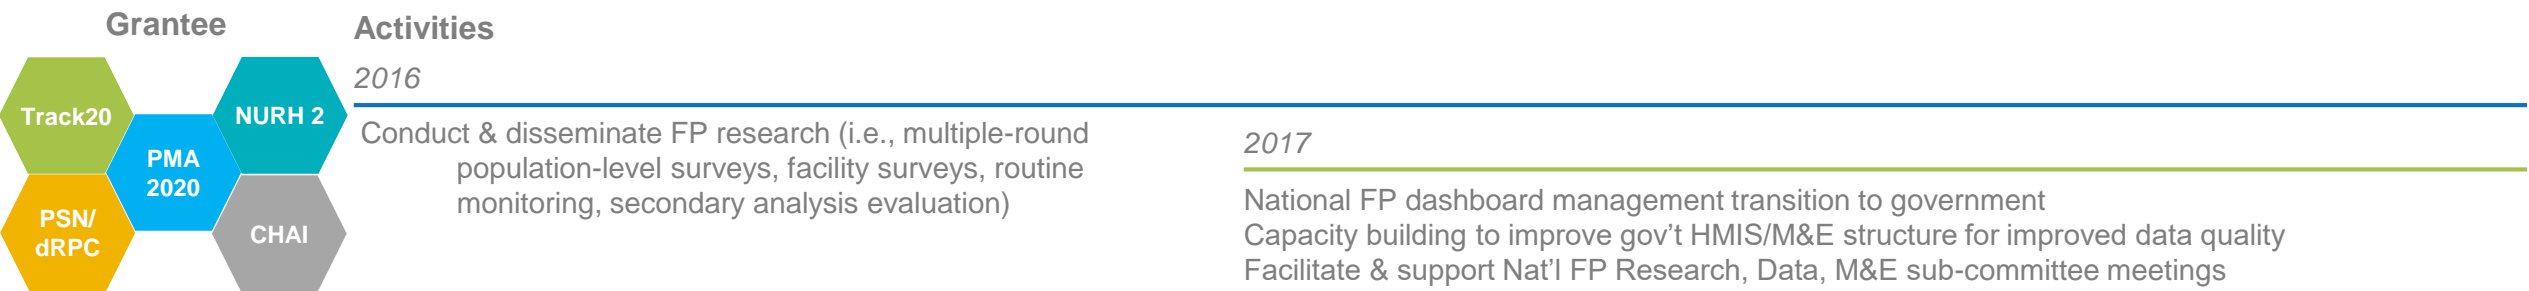 Grantee
Activities
2016
Track20
NURH 2
PMA
2020
PSN/
dRPC
CHAI
Conduct & disseminate FP research (i.e., multiple-round
population-level surveys, facility surveys, routine
monitoring, secondary analysis evaluation)
2017
National FP dashboard management transition to government
Capacity building to improve gov’t HMIS/M&E structure for improved data quality
Facilitate & support Nat’l FP Research, Data, M&E sub-committee meetings